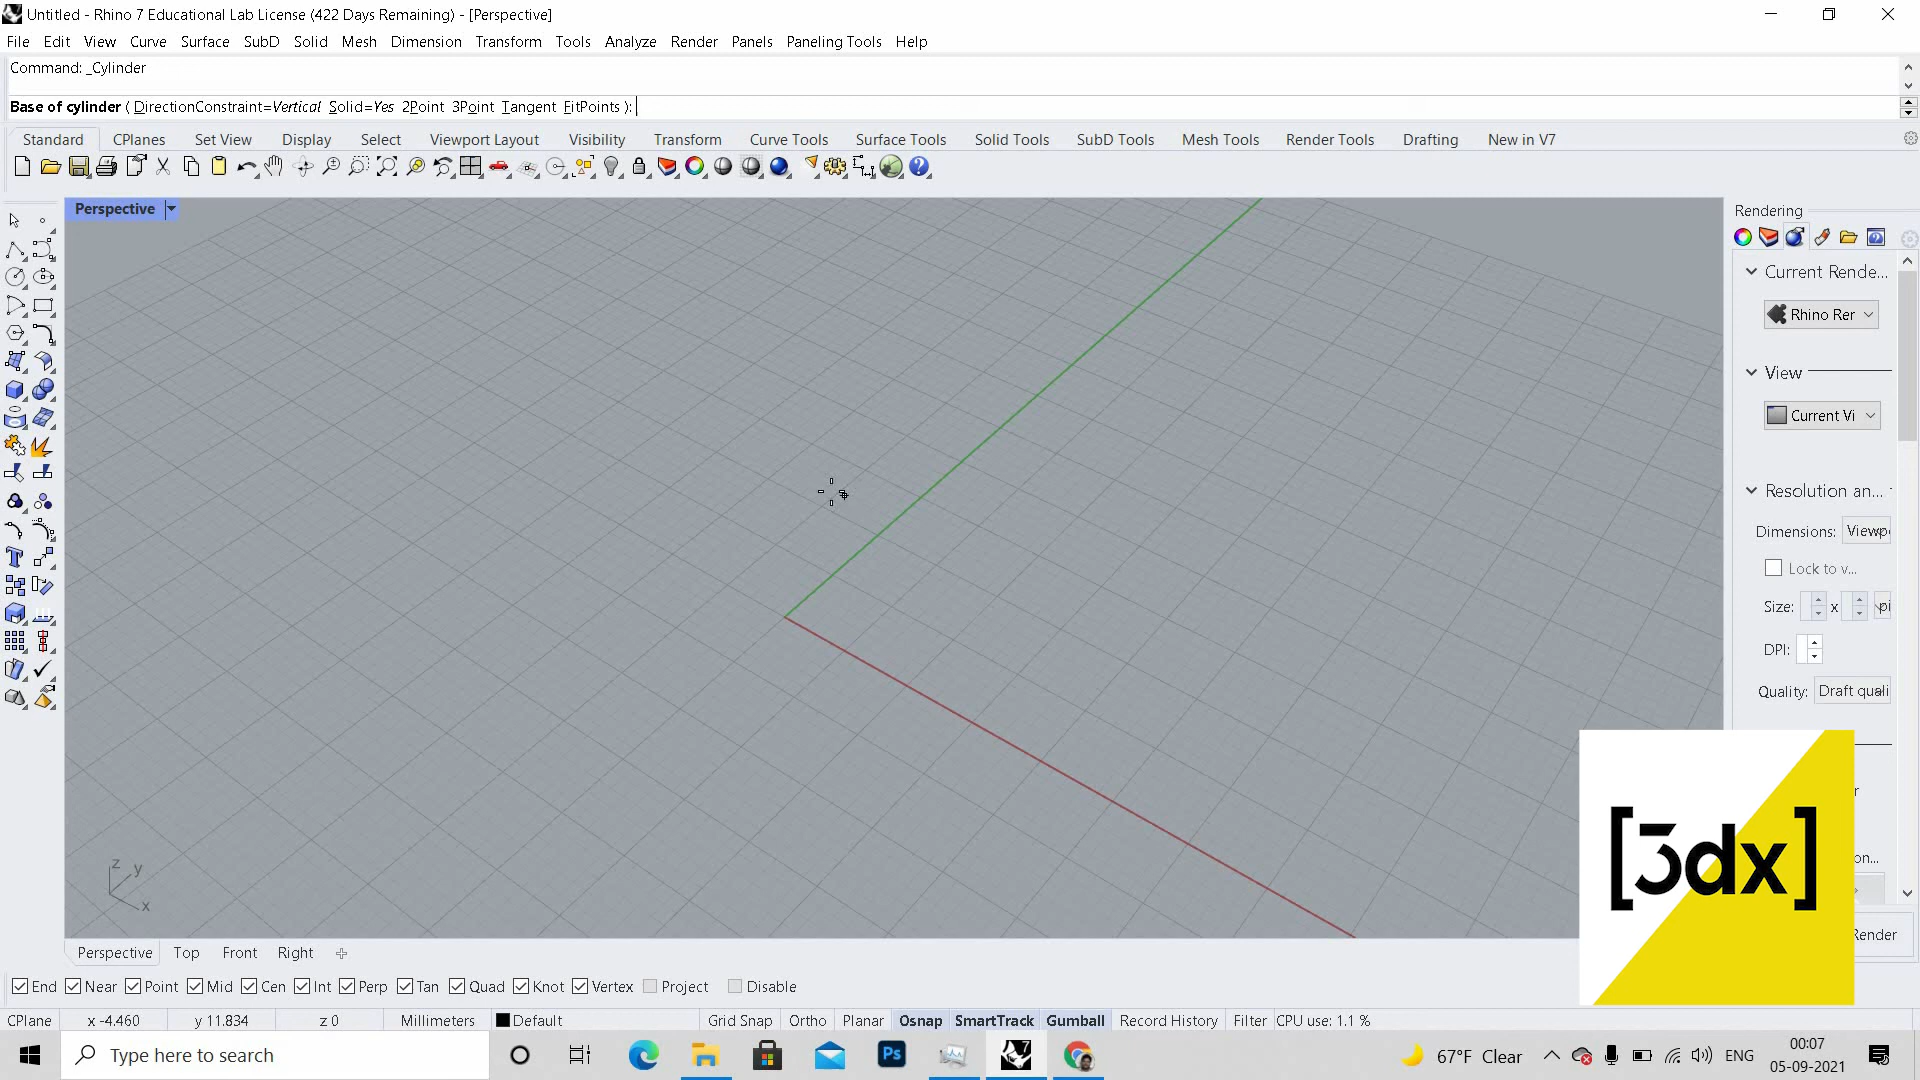 Untitled - Rhino 7 Educational Lab License (422 Days Remaining) - [Perspective]
File Edit View Curve Surface SubD Solid Mesh Dimension Transform Tools Analyze Render Panels Paneling Tools Help
Command: _Cylinder
Base of cylinder ( DirectionConstraint=Vertical Solid=Yes 2Point 3Point Tangent FitPoints ):
Standard CPlanes Set View Display Select Viewport Layout Visibility Transform Curve Tools Surface Tools Solid Tools SubD Tools Mesh Tools Render Tools Drafting New in V7
Perspective
Rendering
Current Rende...
Rhino Rer
View
Current Vi
Resolution an...
Dimensions: Viewp
Lock to v...
Size: x pi
DPI:
Quality: Draft quali
r
on...
[3dx]
Render
z y
x
Perspective Top Front Right
End Near Point Mid Cen Int Perp Tan Quad Knot Vertex Project Disable
CPlane x -4.460 y 11.834 z 0 Millimeters Default Grid Snap Ortho Planar Osnap SmartTrack Gumball Record History Filter CPU use: 1.1 %
Type here to search
Ps
7
67°F Clear
ENG
00:07
05-09-2021